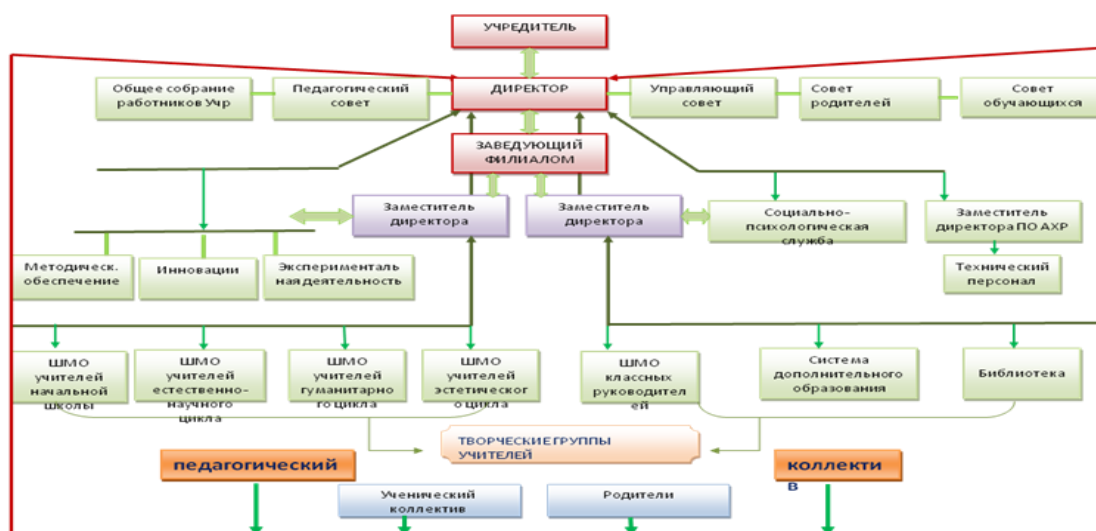 УЧРЕДИТЕЛЬ
Общее собрание
работников Учр
Педагогический
совет
ДИРЕКТОР
Управляющий
совет
Совет
родителей
Совет
обучающихся
ЗАВЕДУЮЩИЙ
ФИЛИАЛОМ
Заместитель
директора
Заместитель
директора
Социально-
психологическая
служба
Заместитель
директора ПО АХР
Методическ.
обеспечение
Инновации
Эксперименталь
ная деятельность
Технический
персонал
ШМО
учителей
начальной
школы
ШМО
учителей
естественно-
научного
цикла
ШМО
учителей
гуманитарно
го цикла
ШМО
учителей
эстетическог
о цикла
ШМО
классных
руководител
ей
Система
дополнительного
образования
Библиотека
ТВОРЧЕСКИЕ ГРУППЫ
УЧИТЕЛЕЙ
педагогический
коллекти
в
Ученический
коллектив
Родители